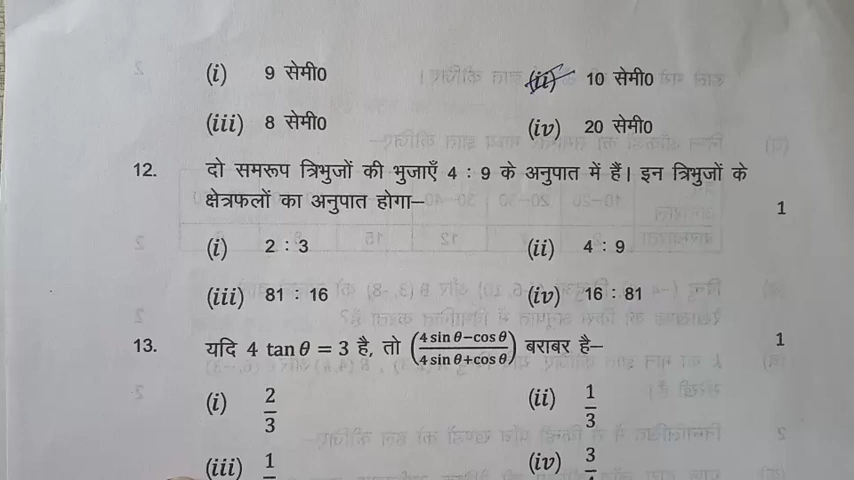 (i) 9 सेमी0 (ii) 10 सेमी0
(iii) 8 सेमी0 (iv) 20 सेमी0
12. दो समरूप त्रिभुजों की भुजाएँ 4 : 9 के अनुपात में हैं। इन त्रिभुजों के
क्षेत्रफलों का अनुपात होगा— 1
(i) 2 : 3 (ii) 4 : 9
(iii) 81 : 16 (iv) 16 : 81
13. यदि 4 tan θ = 3 है, तो (4 sin θ−cos θ / 4 sin θ+cos θ) बराबर है— 1
(i) 2/3 (ii) 1/3
(iii) 1 (iv) 3